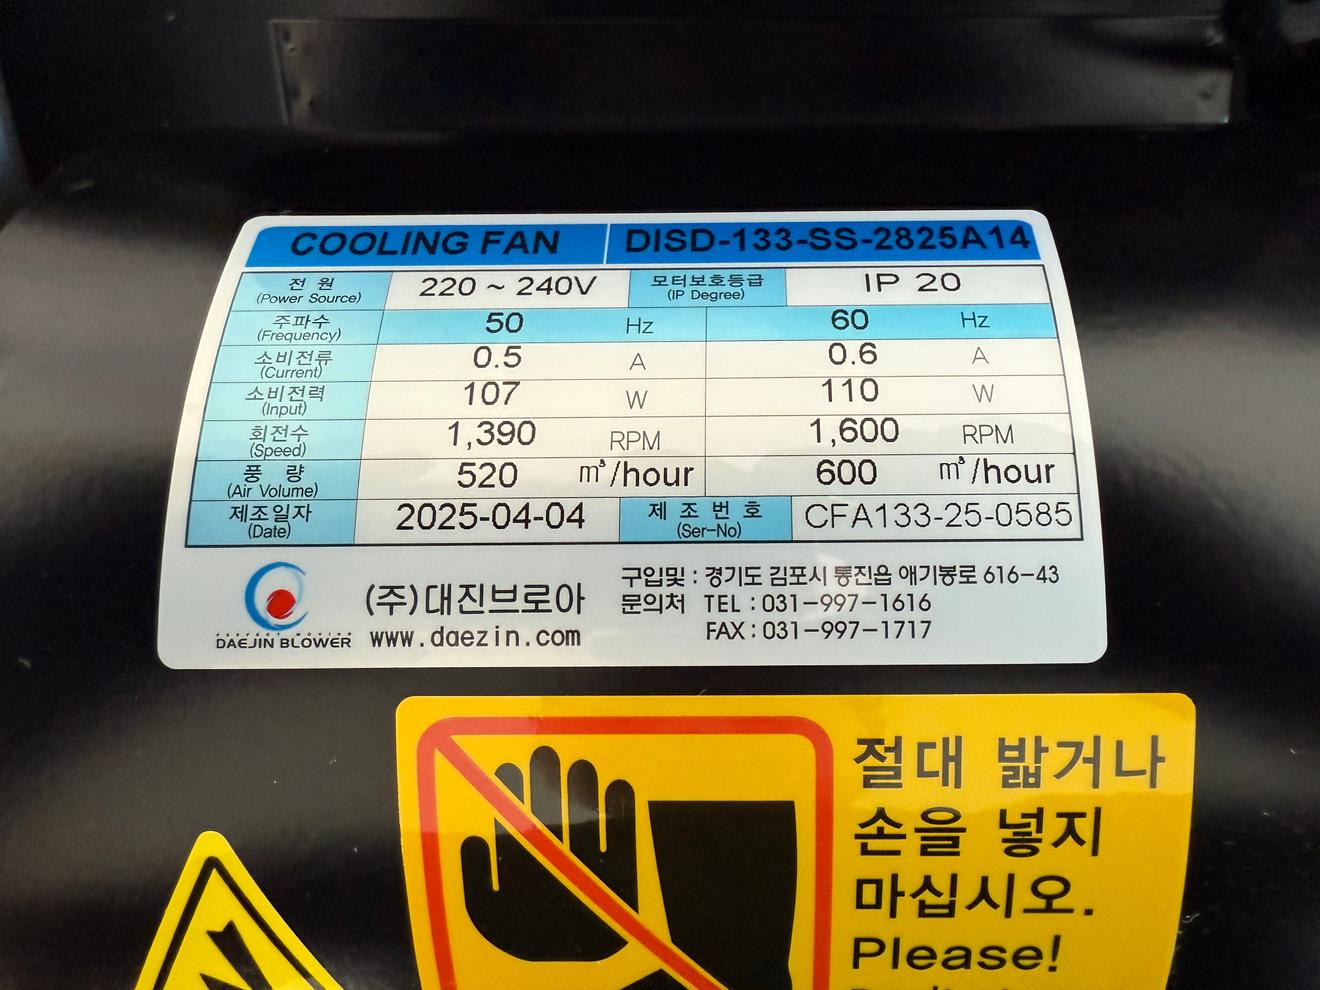 COOLING FAN DISD-133-SS-2825A14
전 원 (Power Source) 220 ~ 240V 모터보호등급 (IP Degree) IP 20
주파수 (Frequency) 50 Hz 60 Hz
소비전류 (Current) 0.5 A 0.6 A
소비전력 (Input) 107 W 110 W
회전수 (Speed) 1,390 RPM 1,600 RPM
풍 량 (Air Volume) 520 m³/hour 600 m³/hour
제조일자 (Date) 2025-04-04 제 조 번 호 (Ser-No) CFA133-25-0585
PERFECT MOVING
DAEJIN BLOWER
(주)대진브로아
www.daezin.com
구입및 : 경기도 김포시 통진읍 애기봉로 616-43
문의처 TEL : 031-997-1616
FAX : 031-997-1717
절대 밟거나
손을 넣지
마십시오.
Please!